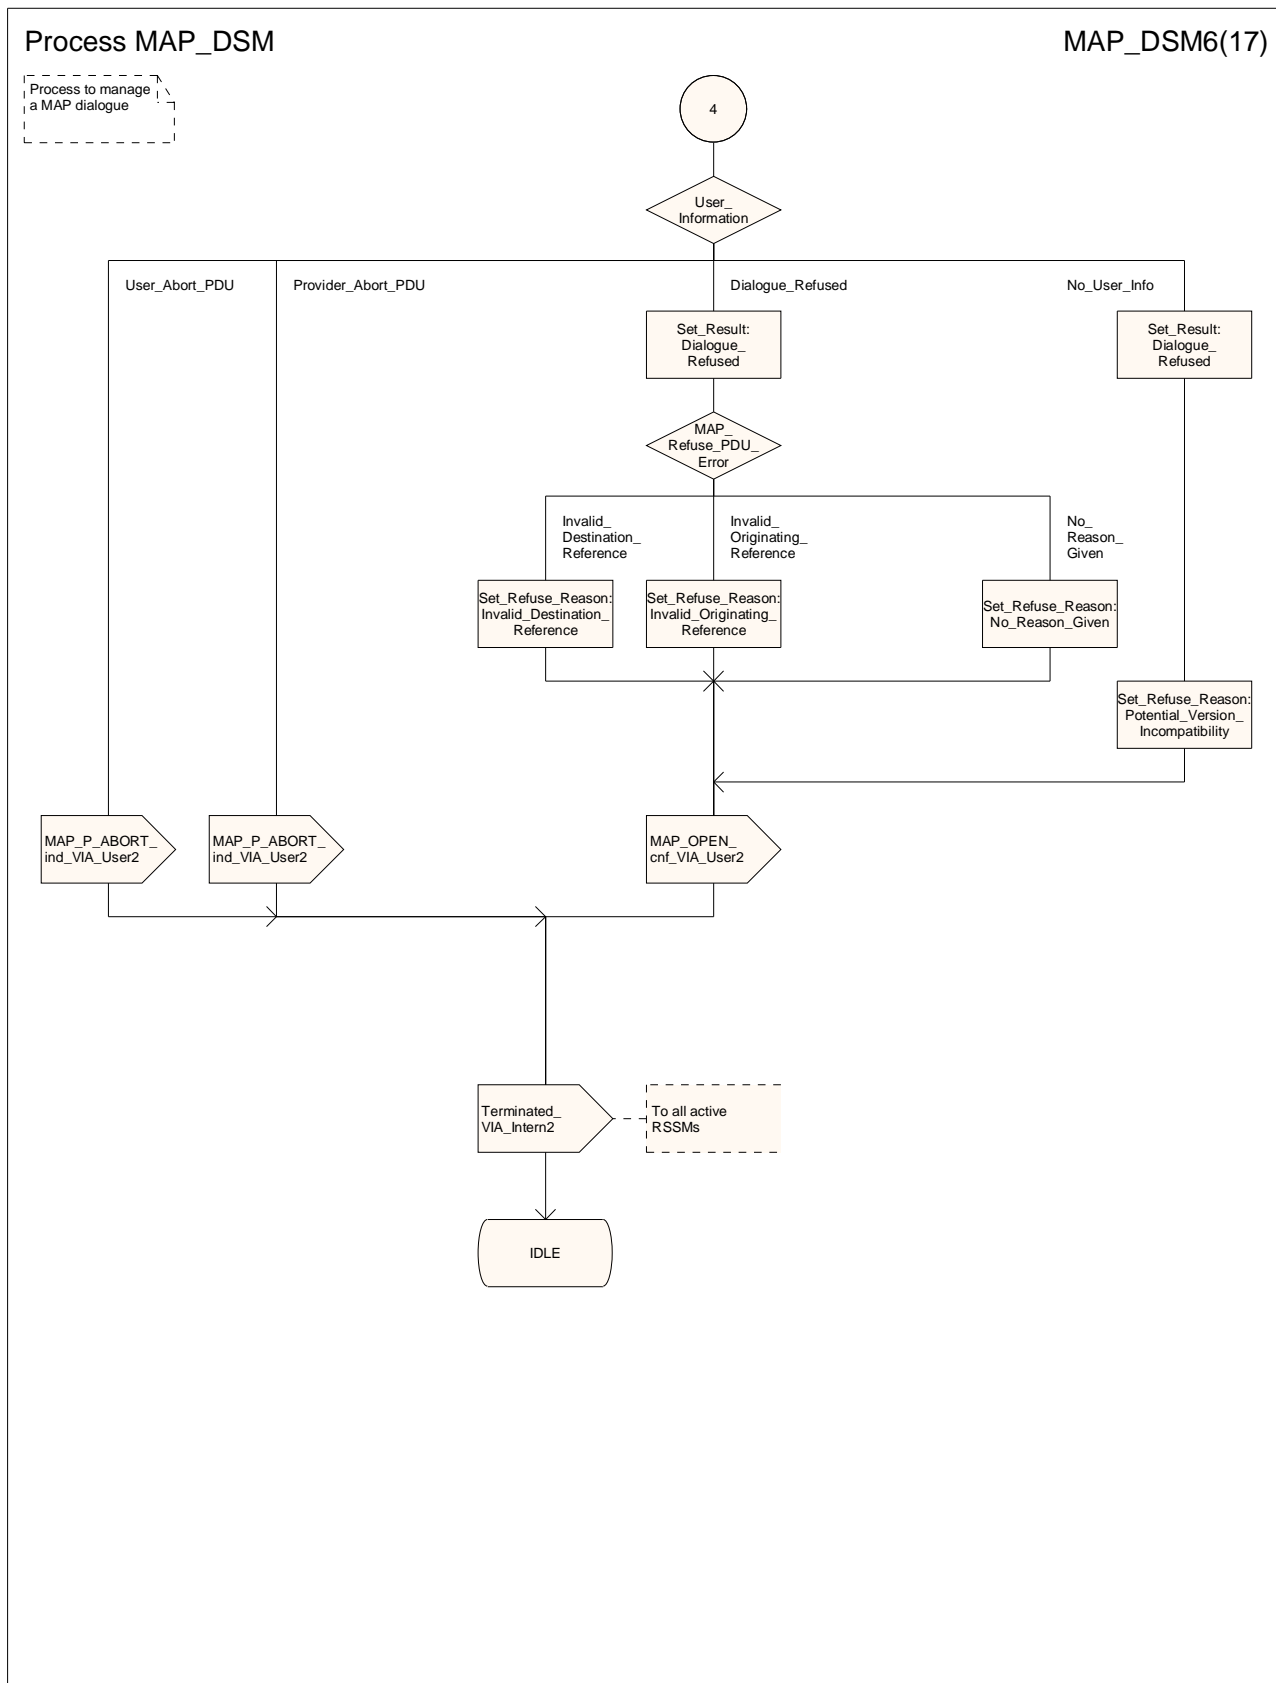 Process MAP_DSM
MAP_DSM6(17)
Process to manage
a MAP dialogue
4
User_
Information
User_Abort_PDU
Provider_Abort_PDU
Dialogue_Refused
No_User_Info
Set_Result:
Dialogue_
Refused
Set_Result:
Dialogue_
Refused
MAP_
Refuse_PDU_
Error
Invalid_
Destination_
Reference
Invalid_
Originating_
Reference
No_
Reason_
Given
Set_Refuse_Reason:
Invalid_Destination_
Reference
Set_Refuse_Reason:
Invalid_Originating_
Reference
Set_Refuse_Reason:
No_Reason_Given
Set_Refuse_Reason:
Potential_Version_
Incompatibility
MAP_P_ABORT_
ind_VIA_User2
MAP_P_ABORT_
ind_VIA_User2
MAP_OPEN_
cnf_VIA_User2
Terminated_
VIA_Intern2
To all active
RSSMs
IDLE